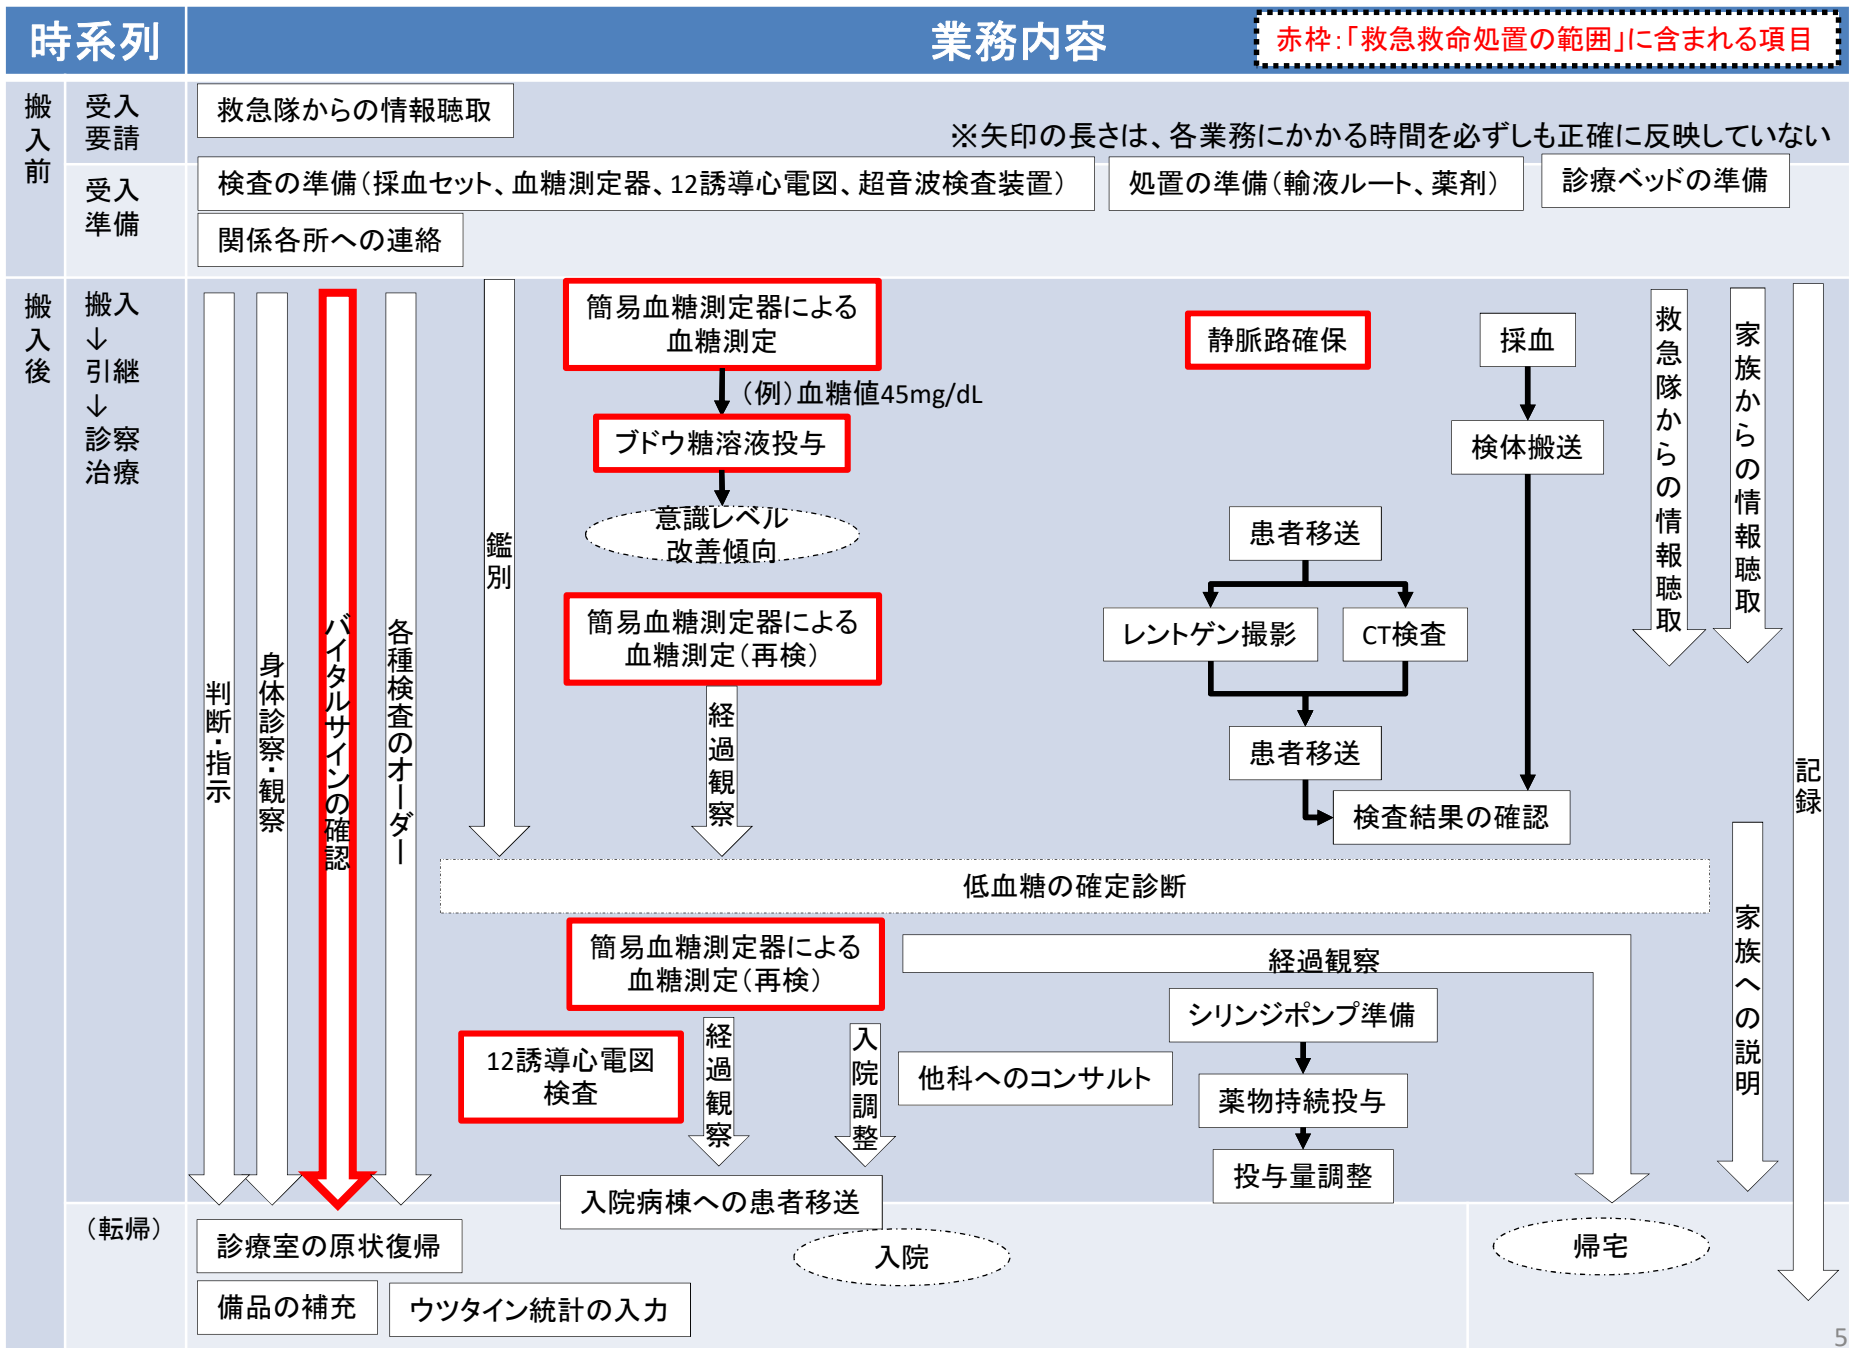 時系列
業務内容
赤枠：「救急救命処置の範囲」に含まれる項目
搬入前
受入
要請
救急隊からの情報聴取
※矢印の長さは、各業務にかかる時間を必ずしも正確に反映していない
受入
準備
検査の準備（採血セット、血糖測定器、12誘導心電図、超音波検査装置）
処置の準備（輸液ルート、薬剤）
診療ベッドの準備
関係各所への連絡
搬入後
搬入
↓
引継
↓
診察
治療
判断・指示
身体診察・観察
バイタルサインの確認
各種検査のオーダー
鑑別
簡易血糖測定器による
血糖測定
（例）血糖値45mg/dL
ブドウ糖溶液投与
意識レベル
改善傾向
簡易血糖測定器による
血糖測定（再検）
経過観察
静脈路確保
採血
検体搬送
患者移送
レントゲン撮影
CT検査
患者移送
検査結果の確認
救急隊からの情報聴取
家族からの情報聴取
記録
低血糖の確定診断
簡易血糖測定器による
血糖測定（再検）
経過観察
12誘導心電図
検査
経過観察
入院調整
他科へのコンサルト
シリンジポンプ準備
薬物持続投与
投与量調整
家族への説明
入院病棟への患者移送
（転帰）
診療室の原状復帰
入院
帰宅
備品の補充
ウツタイン統計の入力
5